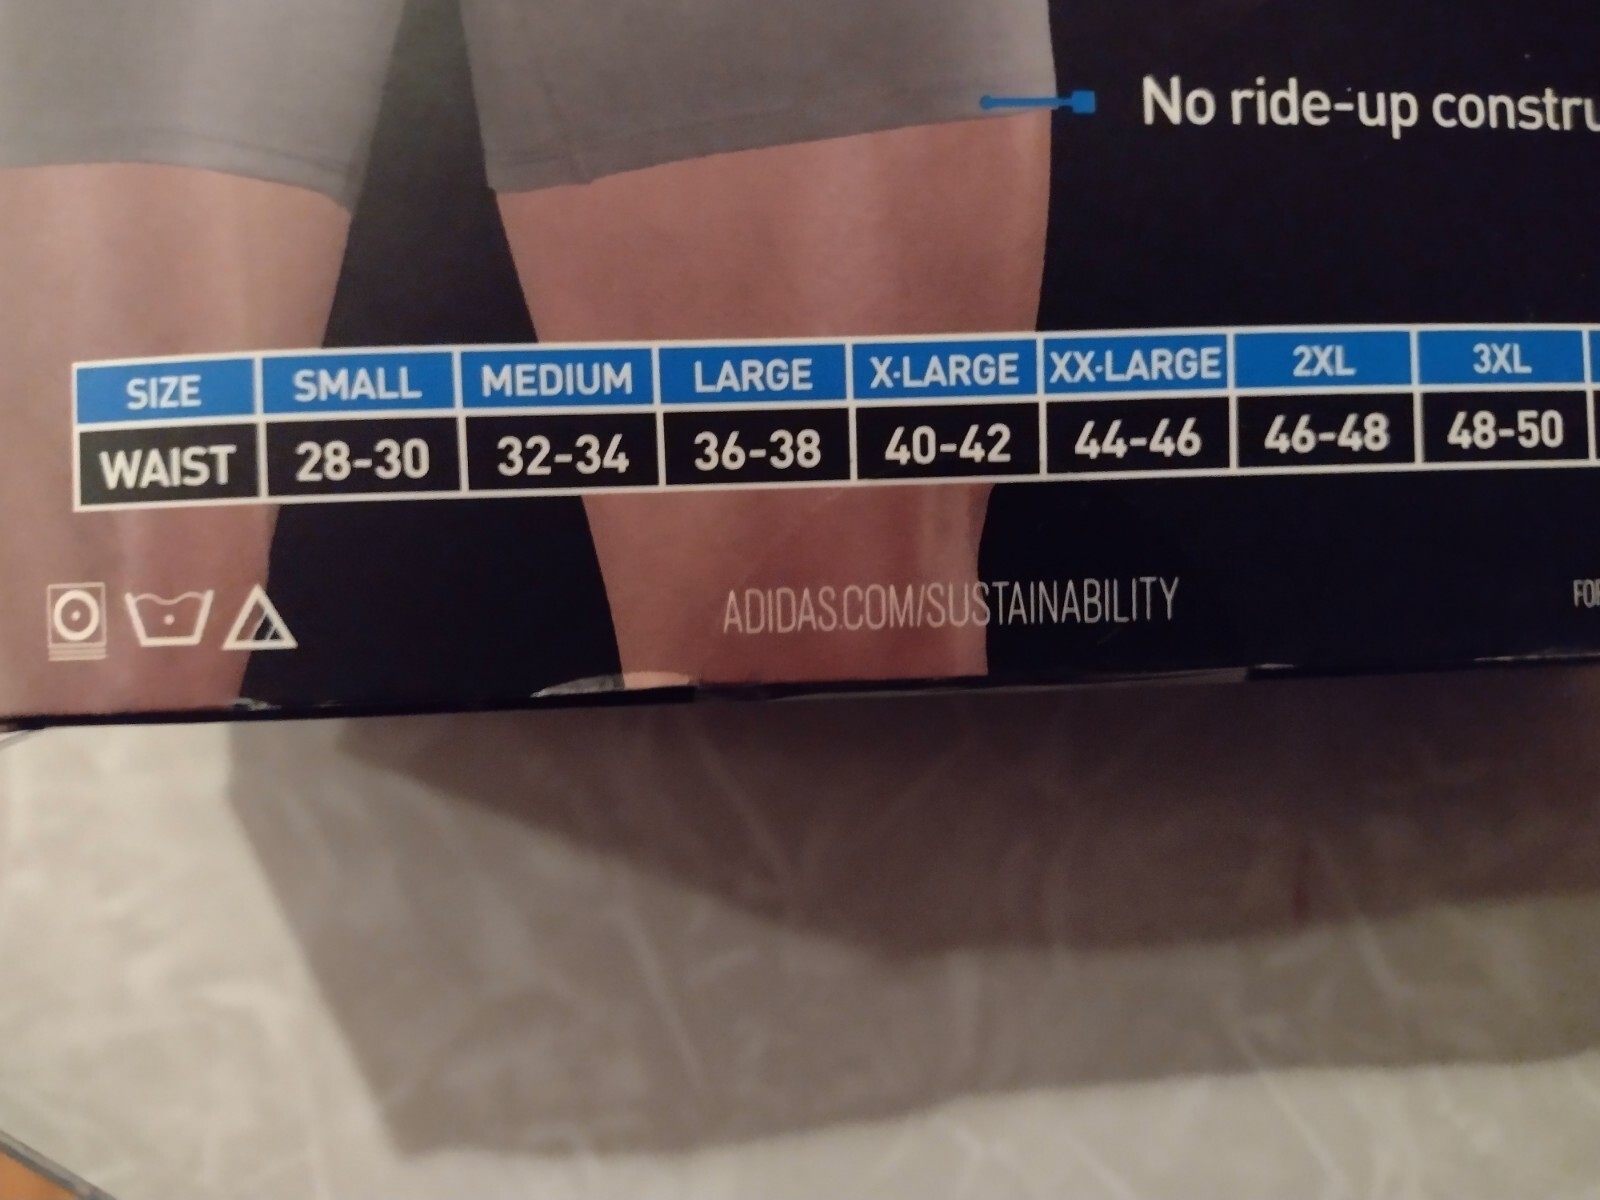 No ride-up constru
SIZE SMALL MEDIUM LARGE X-LARGE XX-LARGE 2XL 3XL
WAIST 28-30 32-34 36-38 40-42 44-46 46-48 48-50
ADIDAS.COM/SUSTAINABILITY
FOR